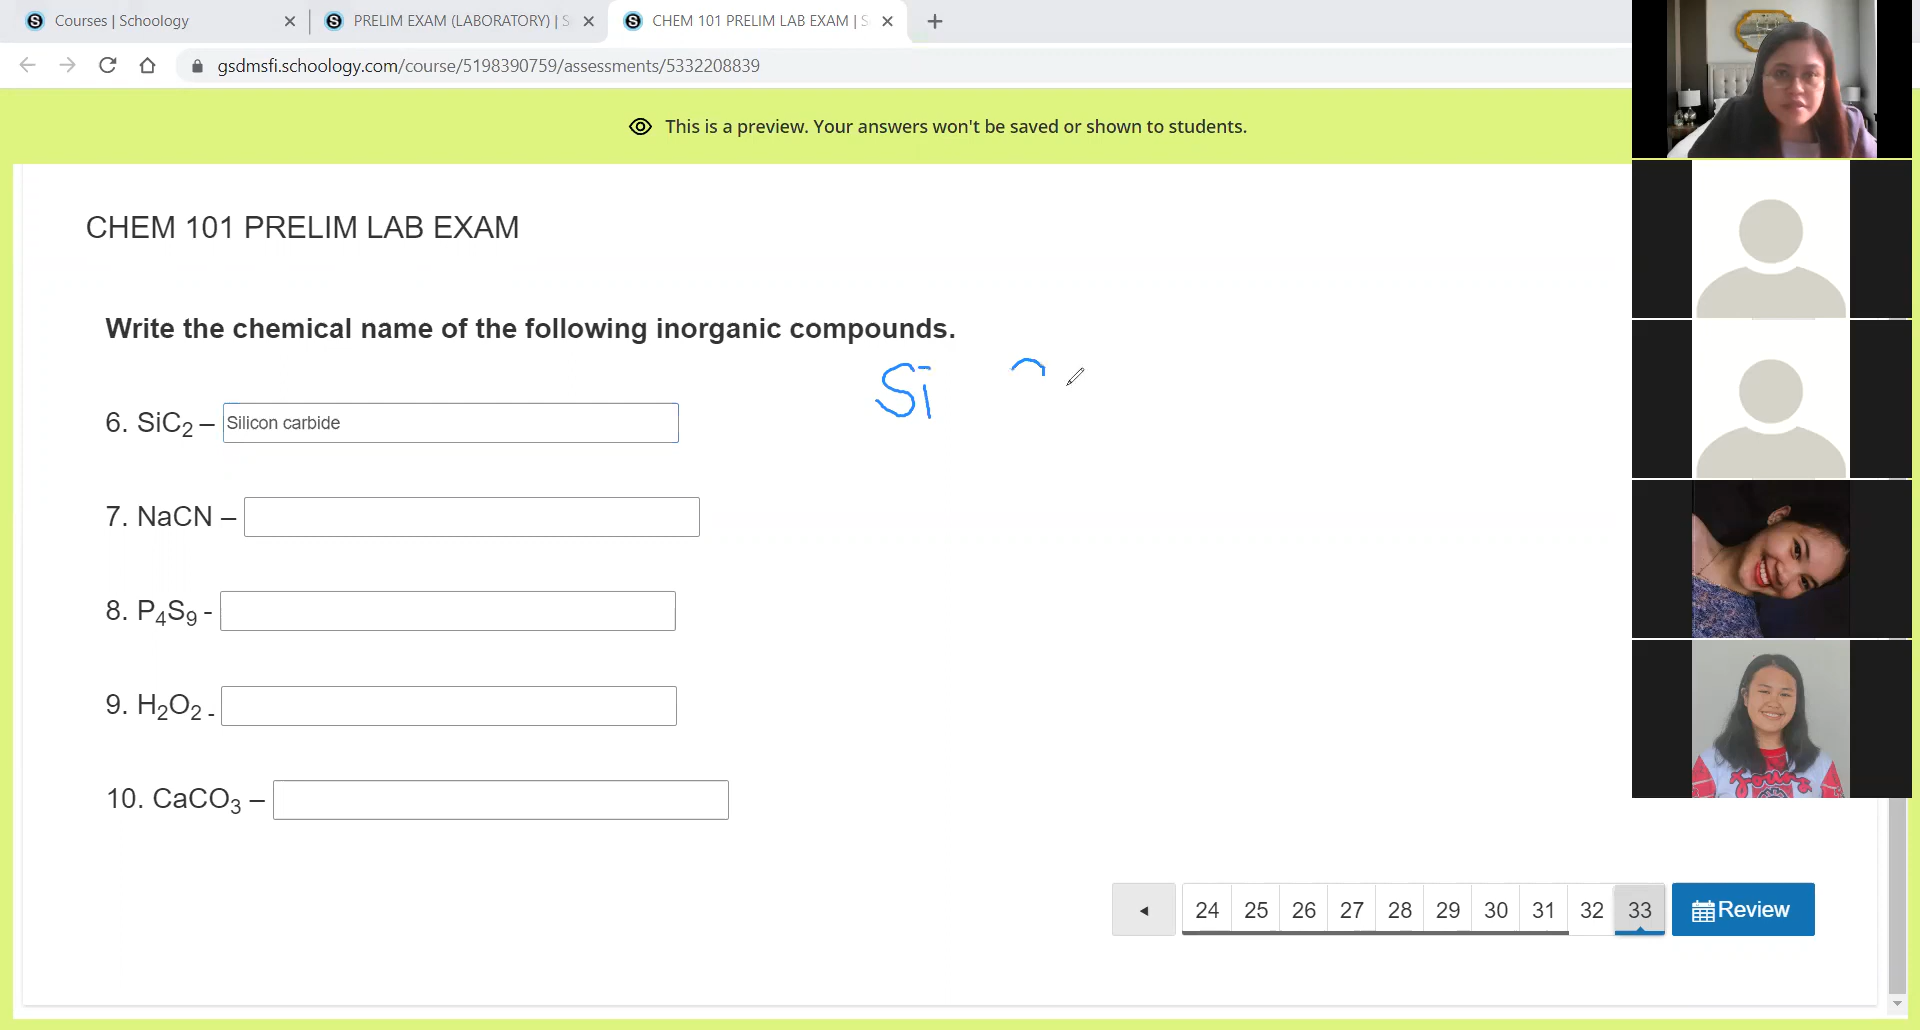 Courses | Schoology
PRELIM EXAM (LABORATORY) | S
CHEM 101 PRELIM LAB EXAM | S
gsdmsfi.schoology.com/course/5198390759/assessments/5332208839
This is a preview. Your answers won't be saved or shown to students.
CHEM 101 PRELIM LAB EXAM
Write the chemical name of the following inorganic compounds.
Si
6. SiC₂ – Silicon carbide
7. NaCN –
8. P₄S₉ -
9. H₂O₂ -
10. CaCO₃ –
◄ 24 25 26 27 28 29 30 31 32 33 Review